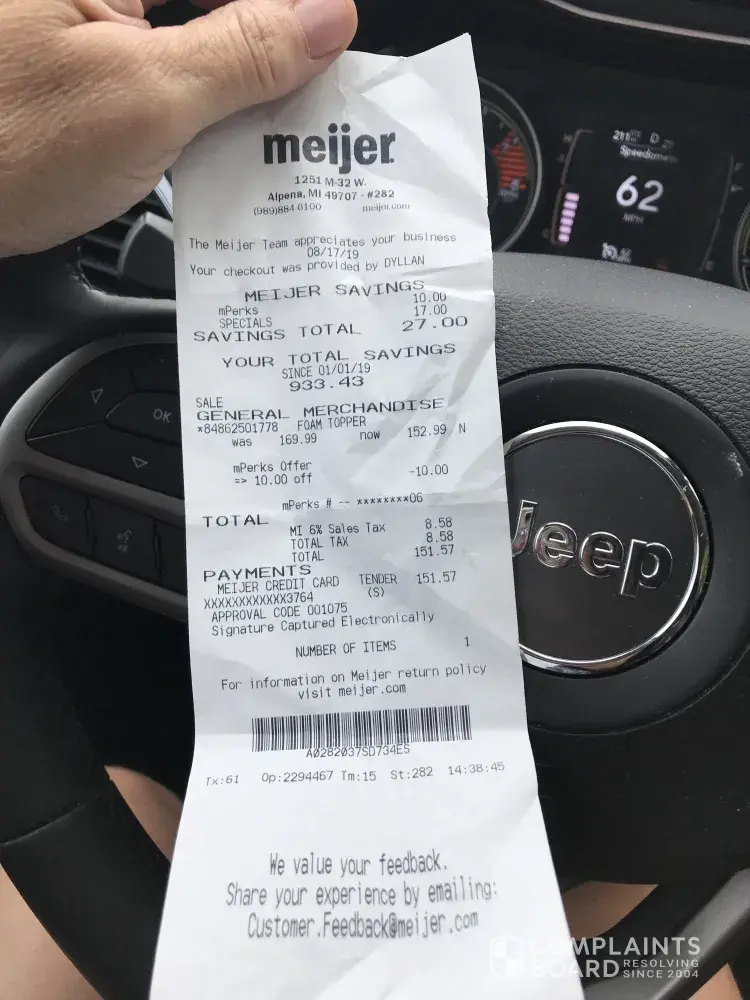 meijer
1251 M-32 W.
Alpena, MI 49707 - #282
(989)884-6100 meijer.com
The Meijer Team appreciates your business
08/17/19
Your checkout was provided by DYLLAN
MEIJER SAVINGS
mPerks 10.00
SPECIALS 17.00
SAVINGS TOTAL 27.00
YOUR TOTAL SAVINGS
SINCE 01/01/19
933.43
SALE
GENERAL MERCHANDISE
*84862501778 FOAM TOPPER
was 169.99 now 152.99 N
mPerks Offer -10.00
=> 10.00 off
mPerks # -- ********06
TOTAL
MI 6% Sales Tax 8.58
TOTAL TAX 8.58
TOTAL 151.57
PAYMENTS
MEIJER CREDIT CARD TENDER 151.57
XXXXXXXXXXXX3764 (S)
APPROVAL CODE 001075
Signature Captured Electronically
NUMBER OF ITEMS 1
For information on Meijer return policy
visit meijer.com
A0282037SD734ES
Tx:61 Op:2294467 Tm:15 St:282 14:38:45
We value your feedback.
Share your experience by emailing:
Customer.Feedback@meijer.com
D
Speedometer
62
MPH
OK
Jeep
COMPLAINTS
BOARD RESOLVING
SINCE 2004